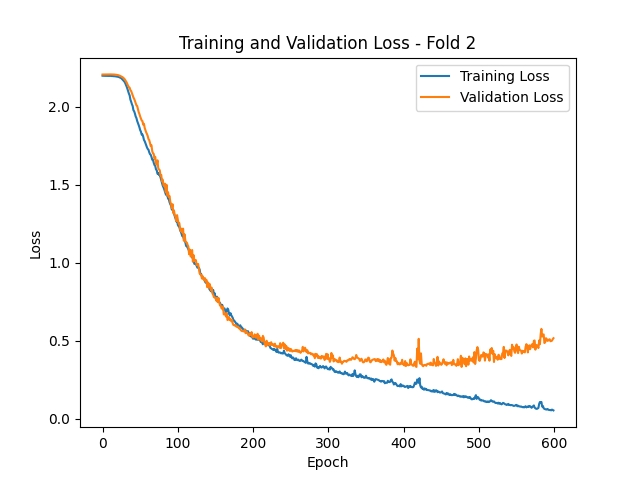 Training and Validation Loss - Fold 2
Training Loss
Validation Loss
Loss
2.0
1.5
1.0
0.5
0.0
0 100 200 300 400 500 600
Epoch